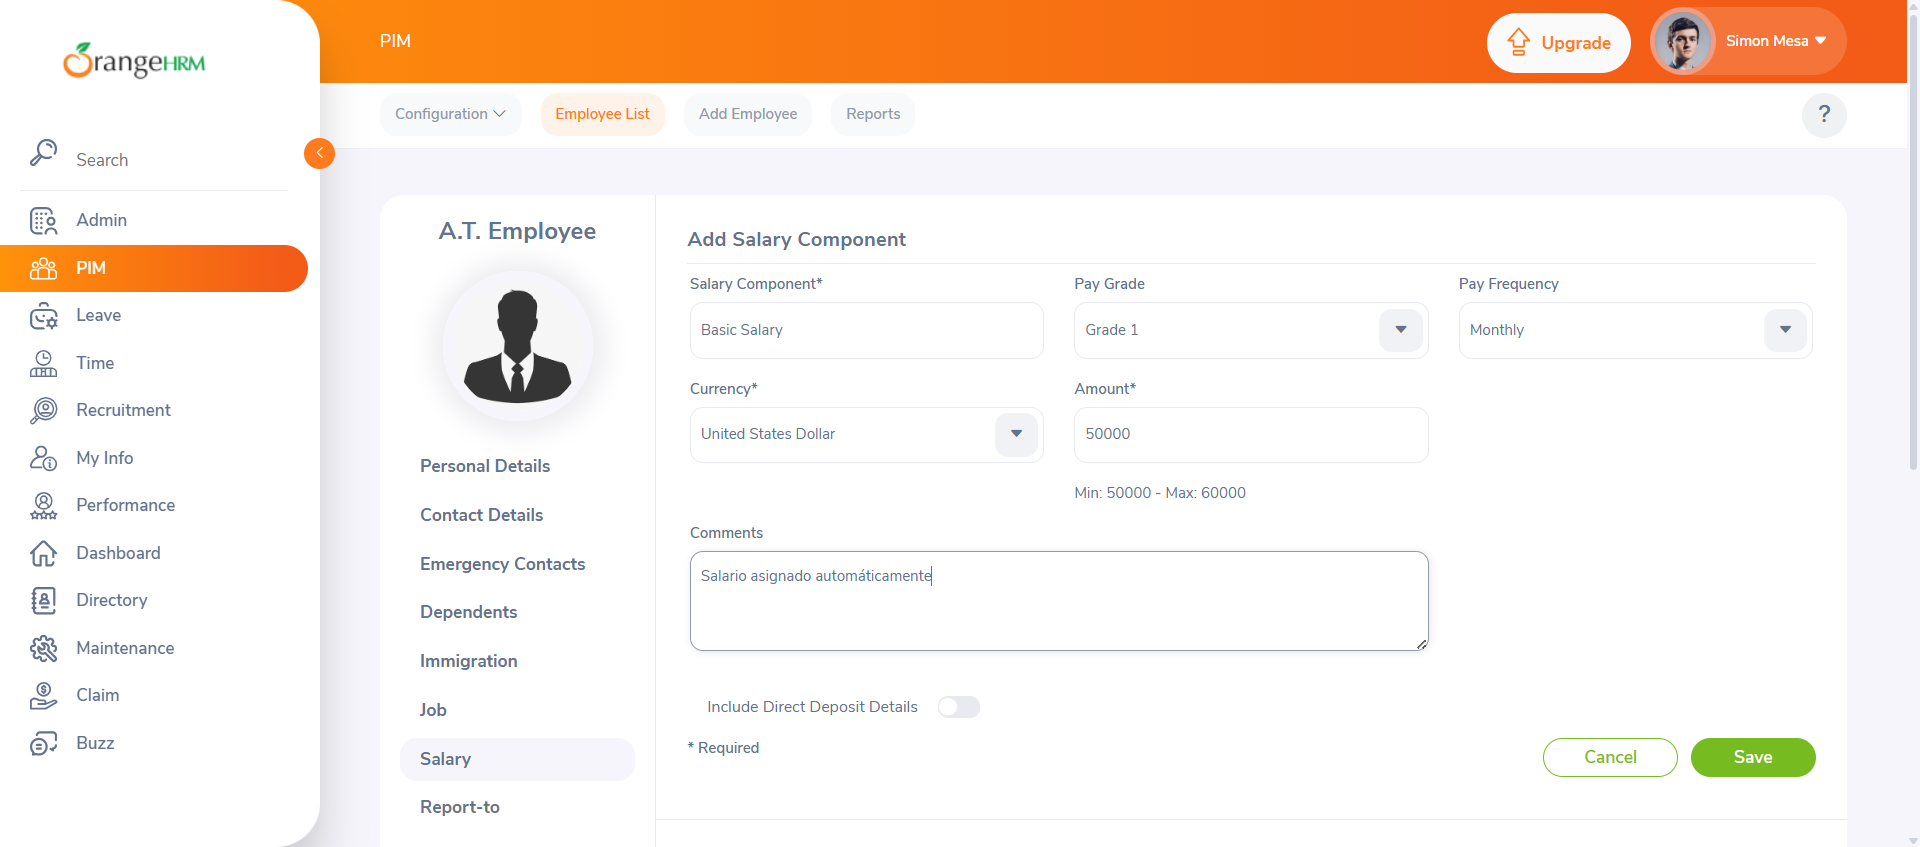 OrangeHRM
Search
Admin
PIM
Leave
Time
Recruitment
My Info
Performance
Dashboard
Directory
Maintenance
Claim
Buzz
PIM
Upgrade
Simon Mesa
Configuration
Employee List
Add Employee
Reports
?
A.T. Employee
Personal Details
Contact Details
Emergency Contacts
Dependents
Immigration
Job
Salary
Report-to
Add Salary Component
Salary Component*
Pay Grade
Pay Frequency
Basic Salary
Grade 1
Monthly
Currency*
Amount*
United States Dollar
50000
Min: 50000 - Max: 60000
Comments
Salario asignado automáticamente
Include Direct Deposit Details
* Required
Cancel
Save